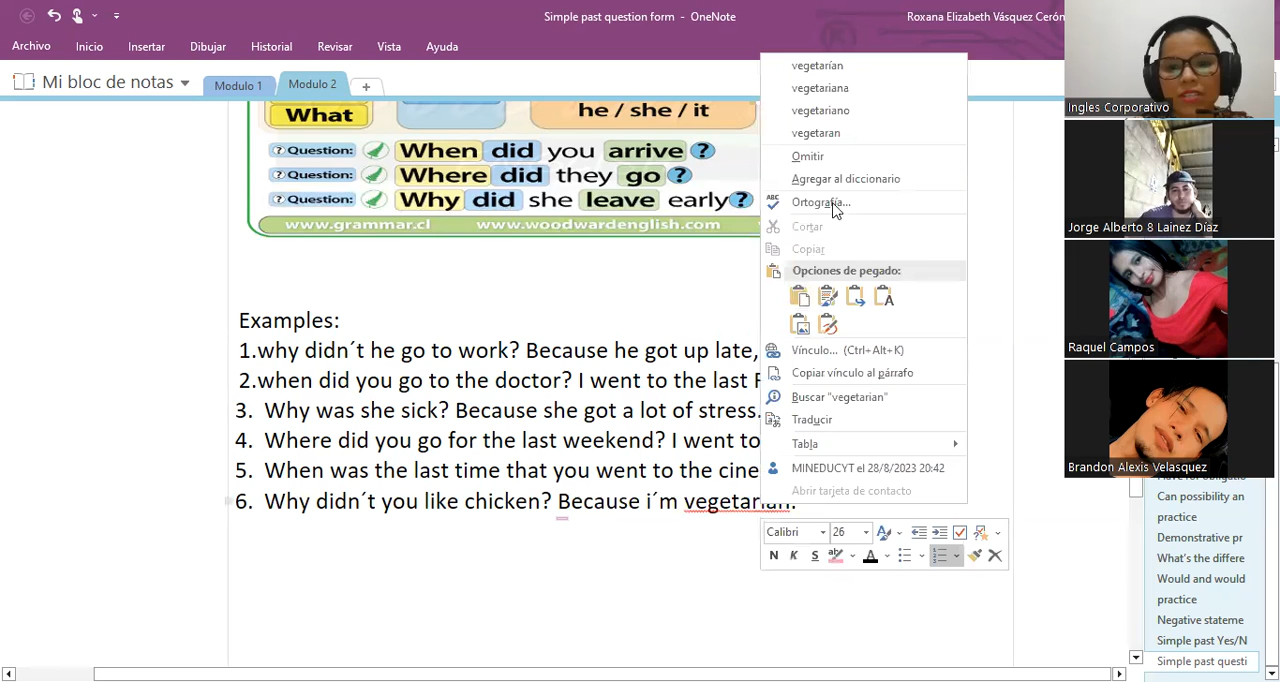 Simple past question form - OneNote
Roxana Elizabeth Vásquez Cerón
Archivo Inicio Insertar Dibujar Historial Revisar Vista Ayuda
Mi bloc de notas Modulo 1 Modulo 2
What he / she / it
Question: When did you arrive ?
Question: Where did they go ?
Question: Why did she leave early?
www.grammar.cl www.woodwardenglish.com
Examples:
1.why didn´t he go to work? Because he got up late,
2.when did you go to the doctor? I went to the last F
3. Why was she sick? Because she got a lot of stress.
4. Where did you go for the last weekend? I went to
5. When was the last time that you went to the cine
6. Why didn´t you like chicken? Because i´m vegetarian.
vegetarían
vegetariana
vegetariano
vegetaran
Omitir
Agregar al diccionario
ABC Ortografía...
Cortar
Copiar
Opciones de pegado:
Vínculo... (Ctrl+Alt+K)
Copiar vínculo al párrafo
Buscar "vegetarian"
Traducir
Tabla
MINEDUCYT el 28/8/2023 20:42
Abrir tarjeta de contacto
Calibri 26
N K S ab A
Ingles Corporativo
Jorge Alberto 8 Lainez Díaz
Raquel Campos
Brandon Alexis Velasquez
Can possibility an
practice
Demonstrative pr
What's the differe
Would and would
practice
Negative stateme
Simple past Yes/N
Simple past questi